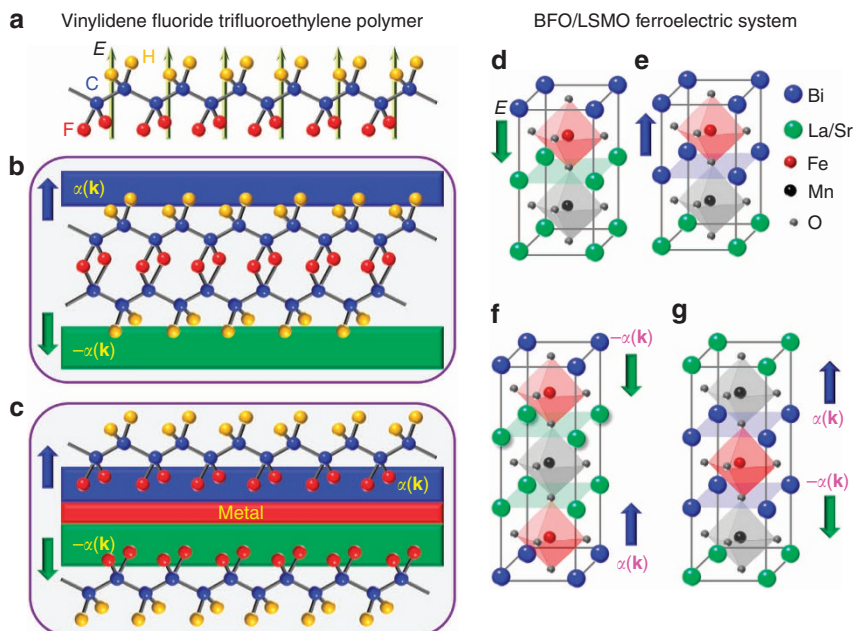 a Vinylidene fluoride trifluoroethylene polymer
E
H
C
F
b
α(k)
−α(k)
c
α(k)
Metal
−α(k)
BFO/LSMO ferroelectric system
d
E
e
Bi
La/Sr
Fe
Mn
O
f
−α(k)
α(k)
g
α(k)
−α(k)